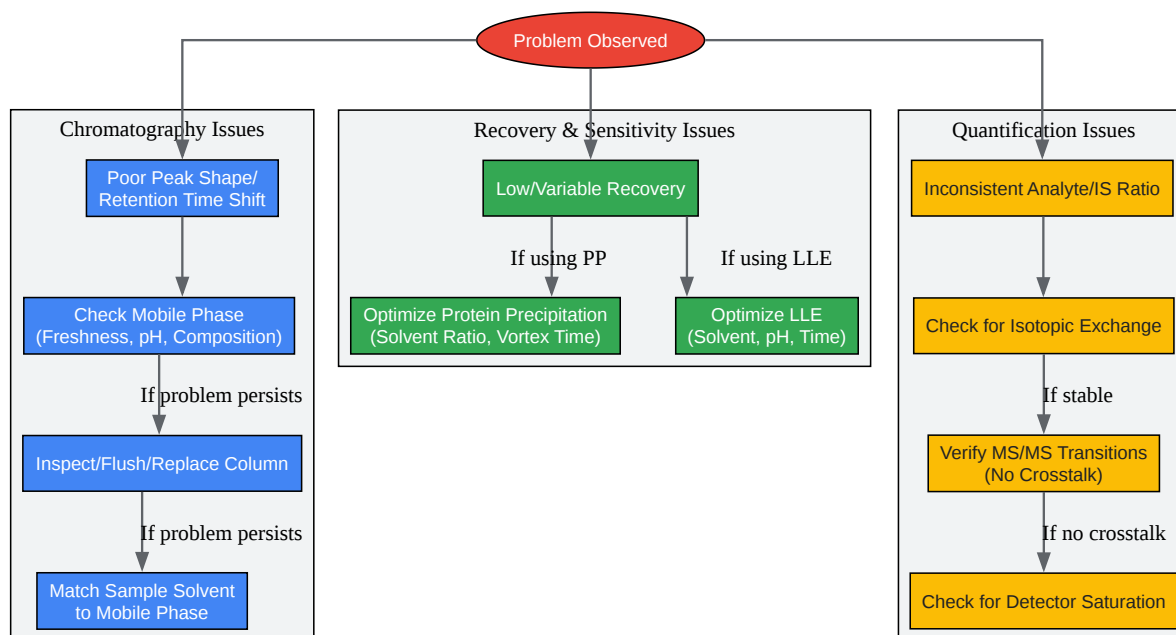 Problem Observed
Chromatography Issues
Poor Peak Shape/
Retention Time Shift
Check Mobile Phase
(Freshness, pH, Composition)
If problem persists
Inspect/Flush/Replace Column
If problem persists
Match Sample Solvent
to Mobile Phase
Recovery & Sensitivity Issues
Low/Variable Recovery
If using PP
If using LLE
Optimize Protein Precipitation
(Solvent Ratio, Vortex Time)
Optimize LLE
(Solvent, pH, Time)
Quantification Issues
Inconsistent Analyte/IS Ratio
Check for Isotopic Exchange
If stable
Verify MS/MS Transitions
(No Crosstalk)
If no crosstalk
Check for Detector Saturation